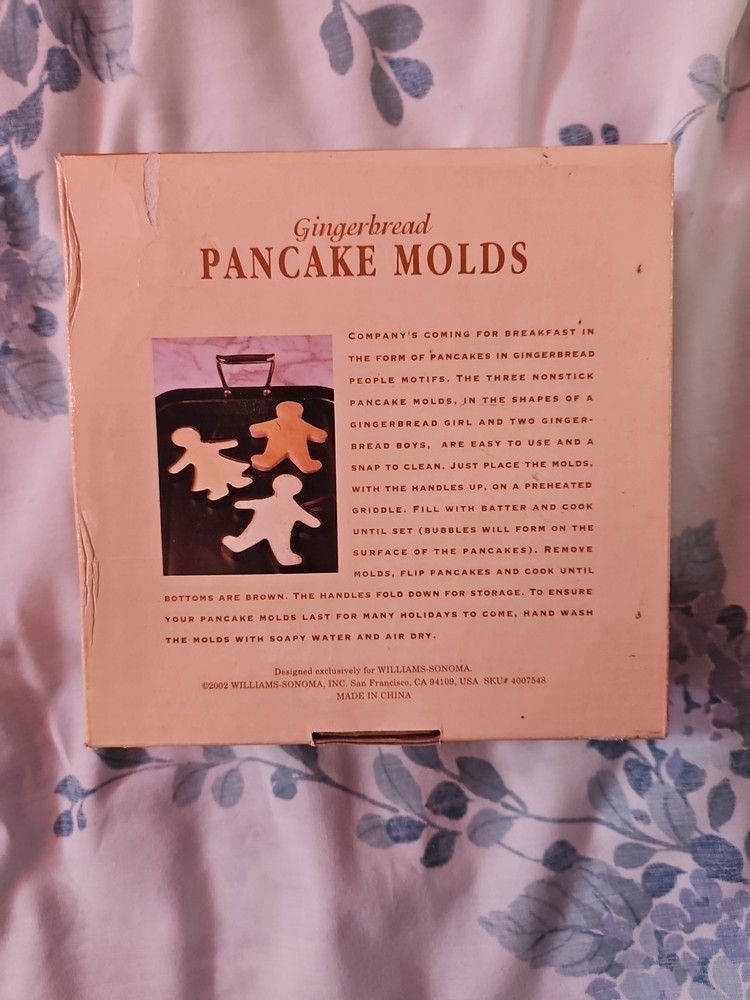 Gingerbread
PANCAKE MOLDS
COMPANY'S COMING FOR BREAKFAST IN
THE FORM OF PANCAKES IN GINGERBREAD
PEOPLE MOTIFS. THE THREE NONSTICK
PANCAKE MOLDS, IN THE SHAPES OF A
GINGERBREAD GIRL AND TWO GINGER-
BREAD BOYS, ARE EASY TO USE AND A
SNAP TO CLEAN. JUST PLACE THE MOLDS,
WITH THE HANDLES UP, ON A PREHEATED
GRIDDLE. FILL WITH BATTER AND COOK
UNTIL SET (BUBBLES WILL FORM ON THE
SURFACE OF THE PANCAKES). REMOVE
MOLDS, FLIP PANCAKES AND COOK UNTIL
BOTTOMS ARE BROWN. THE HANDLES FOLD DOWN FOR STORAGE. TO ENSURE
YOUR PANCAKE MOLDS LAST FOR MANY HOLIDAYS TO COME, HAND WASH
THE MOLDS WITH SOAPY WATER AND AIR DRY.
Designed exclusively for WILLIAMS-SONOMA.
©2002 WILLIAMS-SONOMA, INC. San Francisco, CA 94109, USA SKU# 4007548
MADE IN CHINA